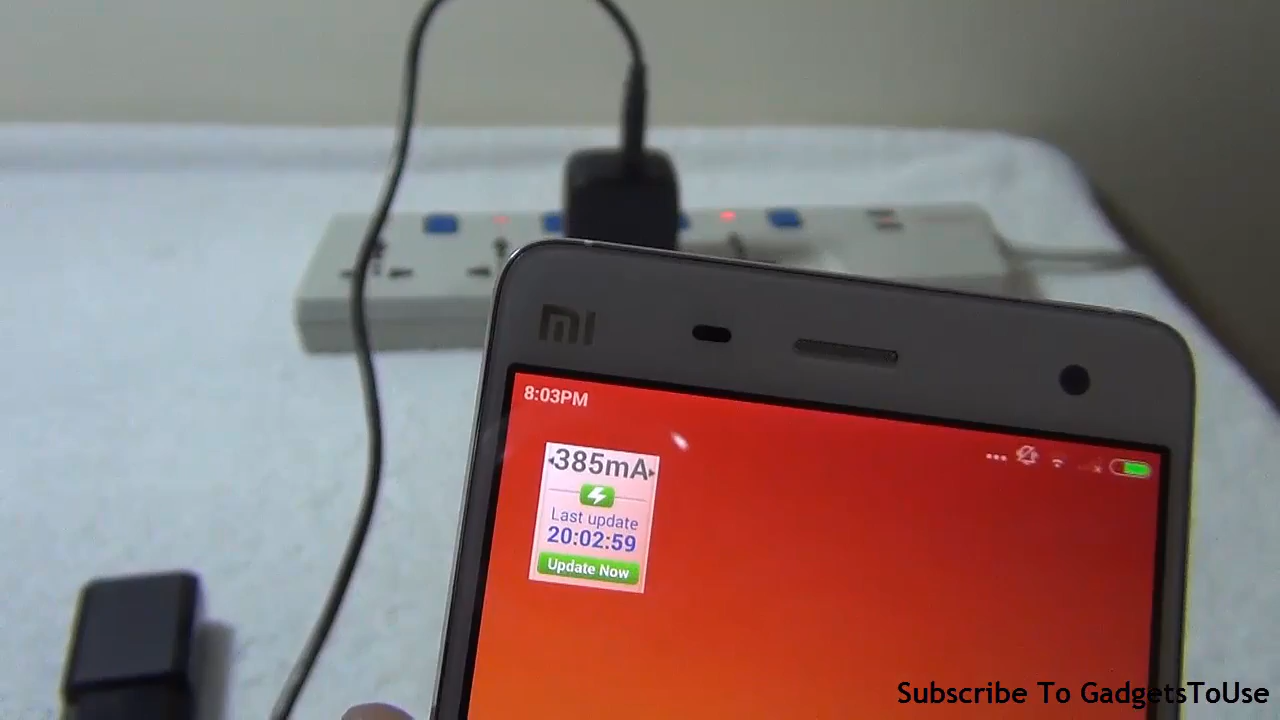 mi
8:03PM
385mA
Last update
20:02:59
Update Now
Subscribe To GadgetsToUse